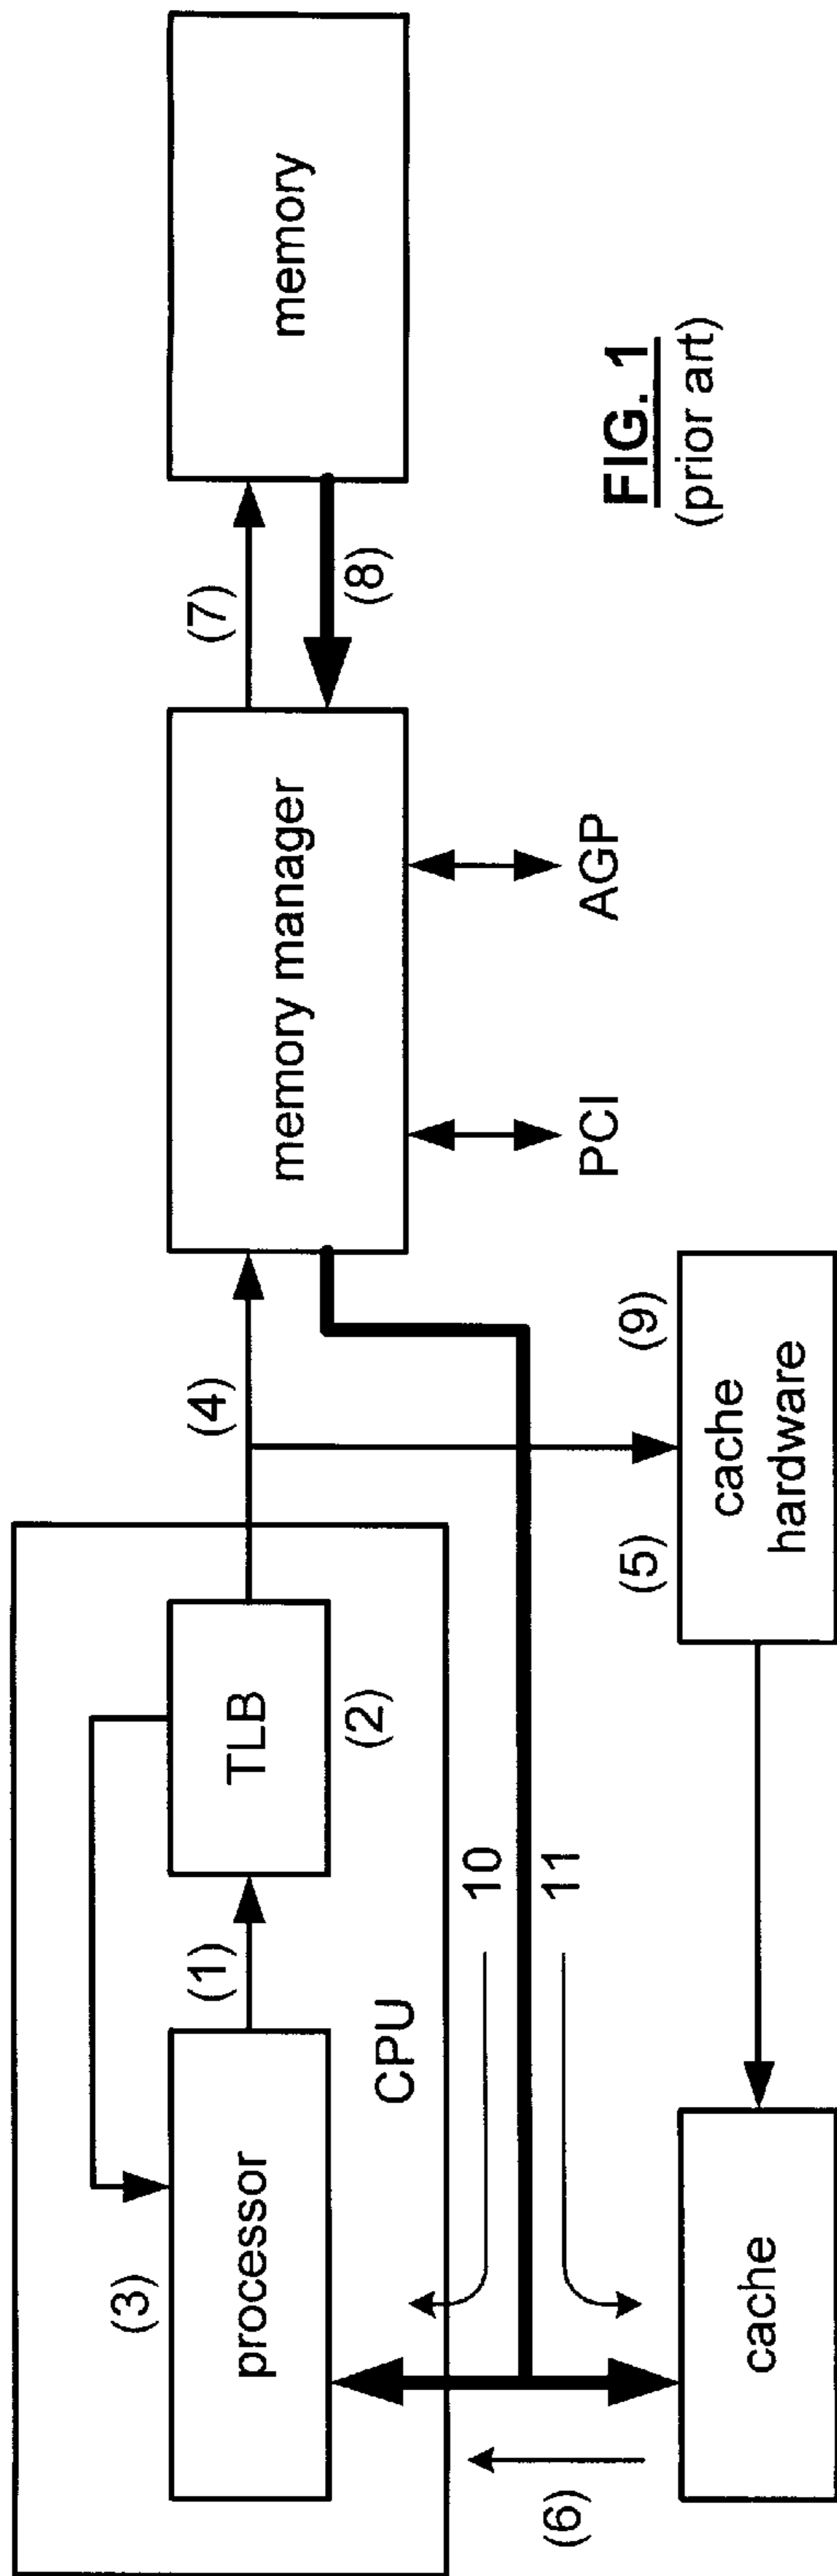 (3)
processor
(1)
TLB
(2)
CPU
(4)
memory manager
(7)
(8)
memory
PCI
AGP
10
11
(6)
cache
(5)
cache
hardware
(9)
FIG. 1
(prior art)